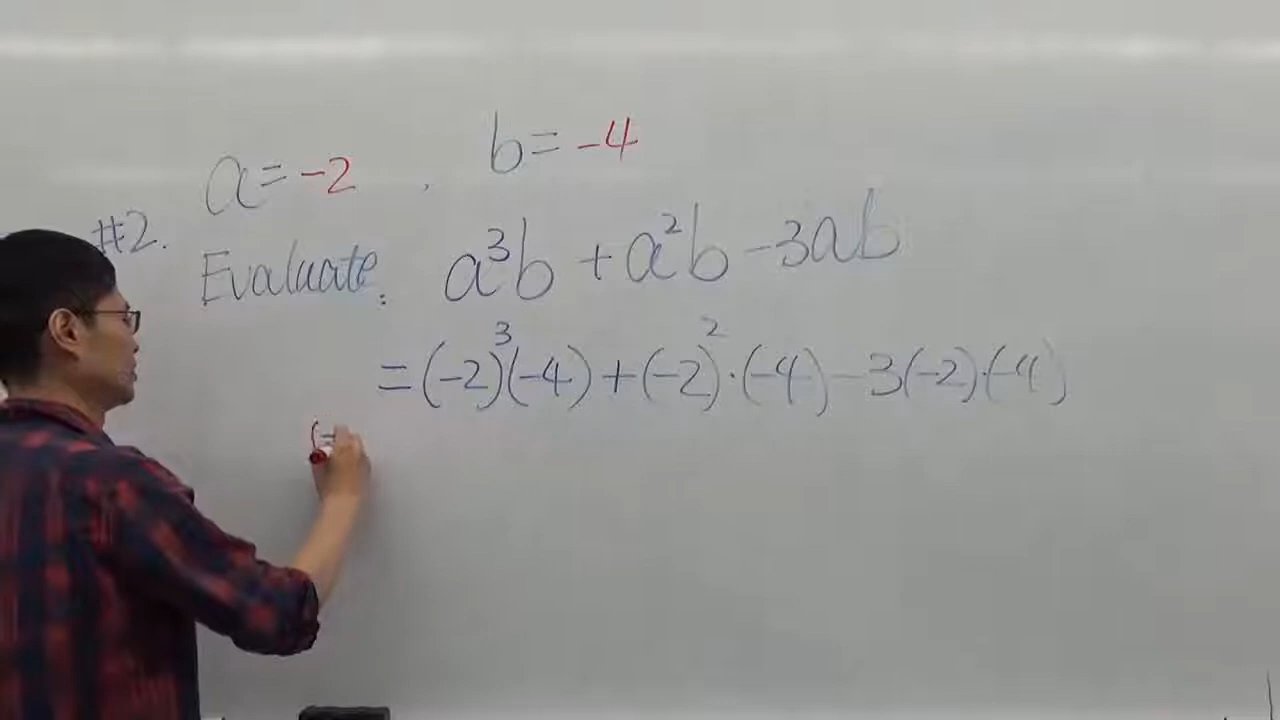 a = -2 , b = -4
#2.
Evaluate: a³b + a²b - 3ab
= (-2)³(-4) + (-2)²·(-4) - 3(-2)·(-4)
(-